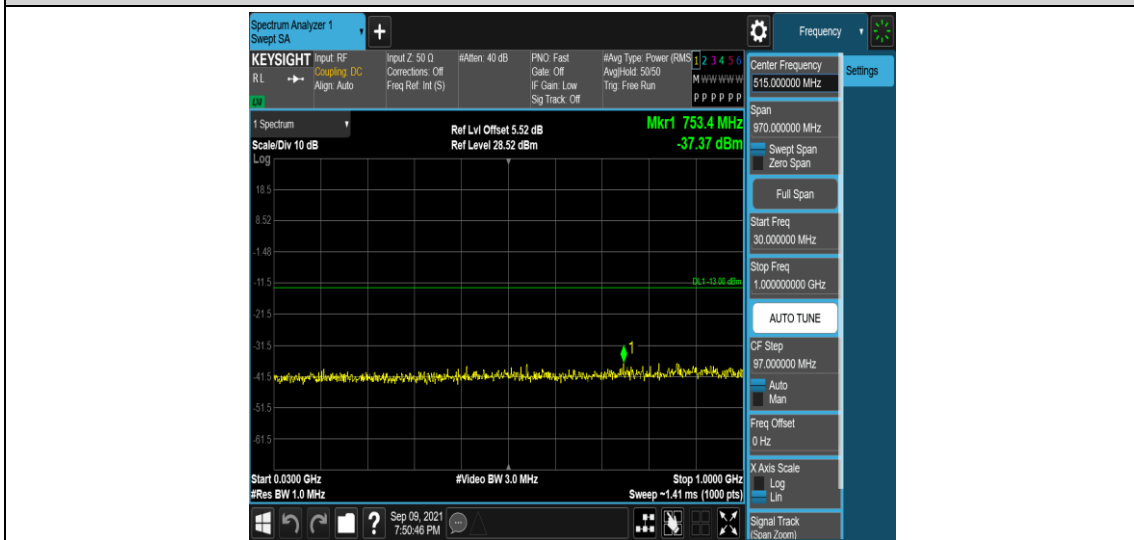 Spectrum Analyzer 1
Swept SA
+
Frequency
KEYSIGHT
RL
LXI
Input: RF
Coupling: DC
Align: Auto
Input Z: 50 Ω
Corrections: Off
Freq Ref: Int (S)
#Atten: 40 dB
PNO: Fast
Gate: Off
IF Gain: Low
Sig Track: Off
#Avg Type: Power (RMS
Avg|Hold: 50/50
Trig: Free Run
1 2 3 4 5 6
M W W W W W
P P P P P P
1 Spectrum
Scale/Div 10 dB
Log
Ref Lvl Offset 5.52 dB
Ref Level 28.52 dBm
Mkr1 753.4 MHz
-37.37 dBm
18.5
8.52
-1.48
-11.5
-21.5
-31.5
-41.5
-51.5
-61.5
DL1 -13.00 dBm
1
Start 0.0300 GHz
#Res BW 1.0 MHz
#Video BW 3.0 MHz
Stop 1.0000 GHz
Sweep ~1.41 ms (1000 pts)
Center Frequency
515.000000 MHz
Span
970.000000 MHz
Swept Span
Zero Span
Full Span
Start Freq
30.000000 MHz
Stop Freq
1.000000000 GHz
AUTO TUNE
CF Step
97.000000 MHz
Auto
Man
Freq Offset
0 Hz
X Axis Scale
Log
Lin
Signal Track
(Span Zoom)
Settings
?
Sep 09, 2021
7:50:46 PM